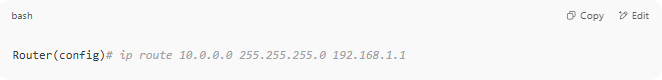 bash
Copy
Edit
Router(config)# ip route 10.0.0.0 255.255.255.0 192.168.1.1